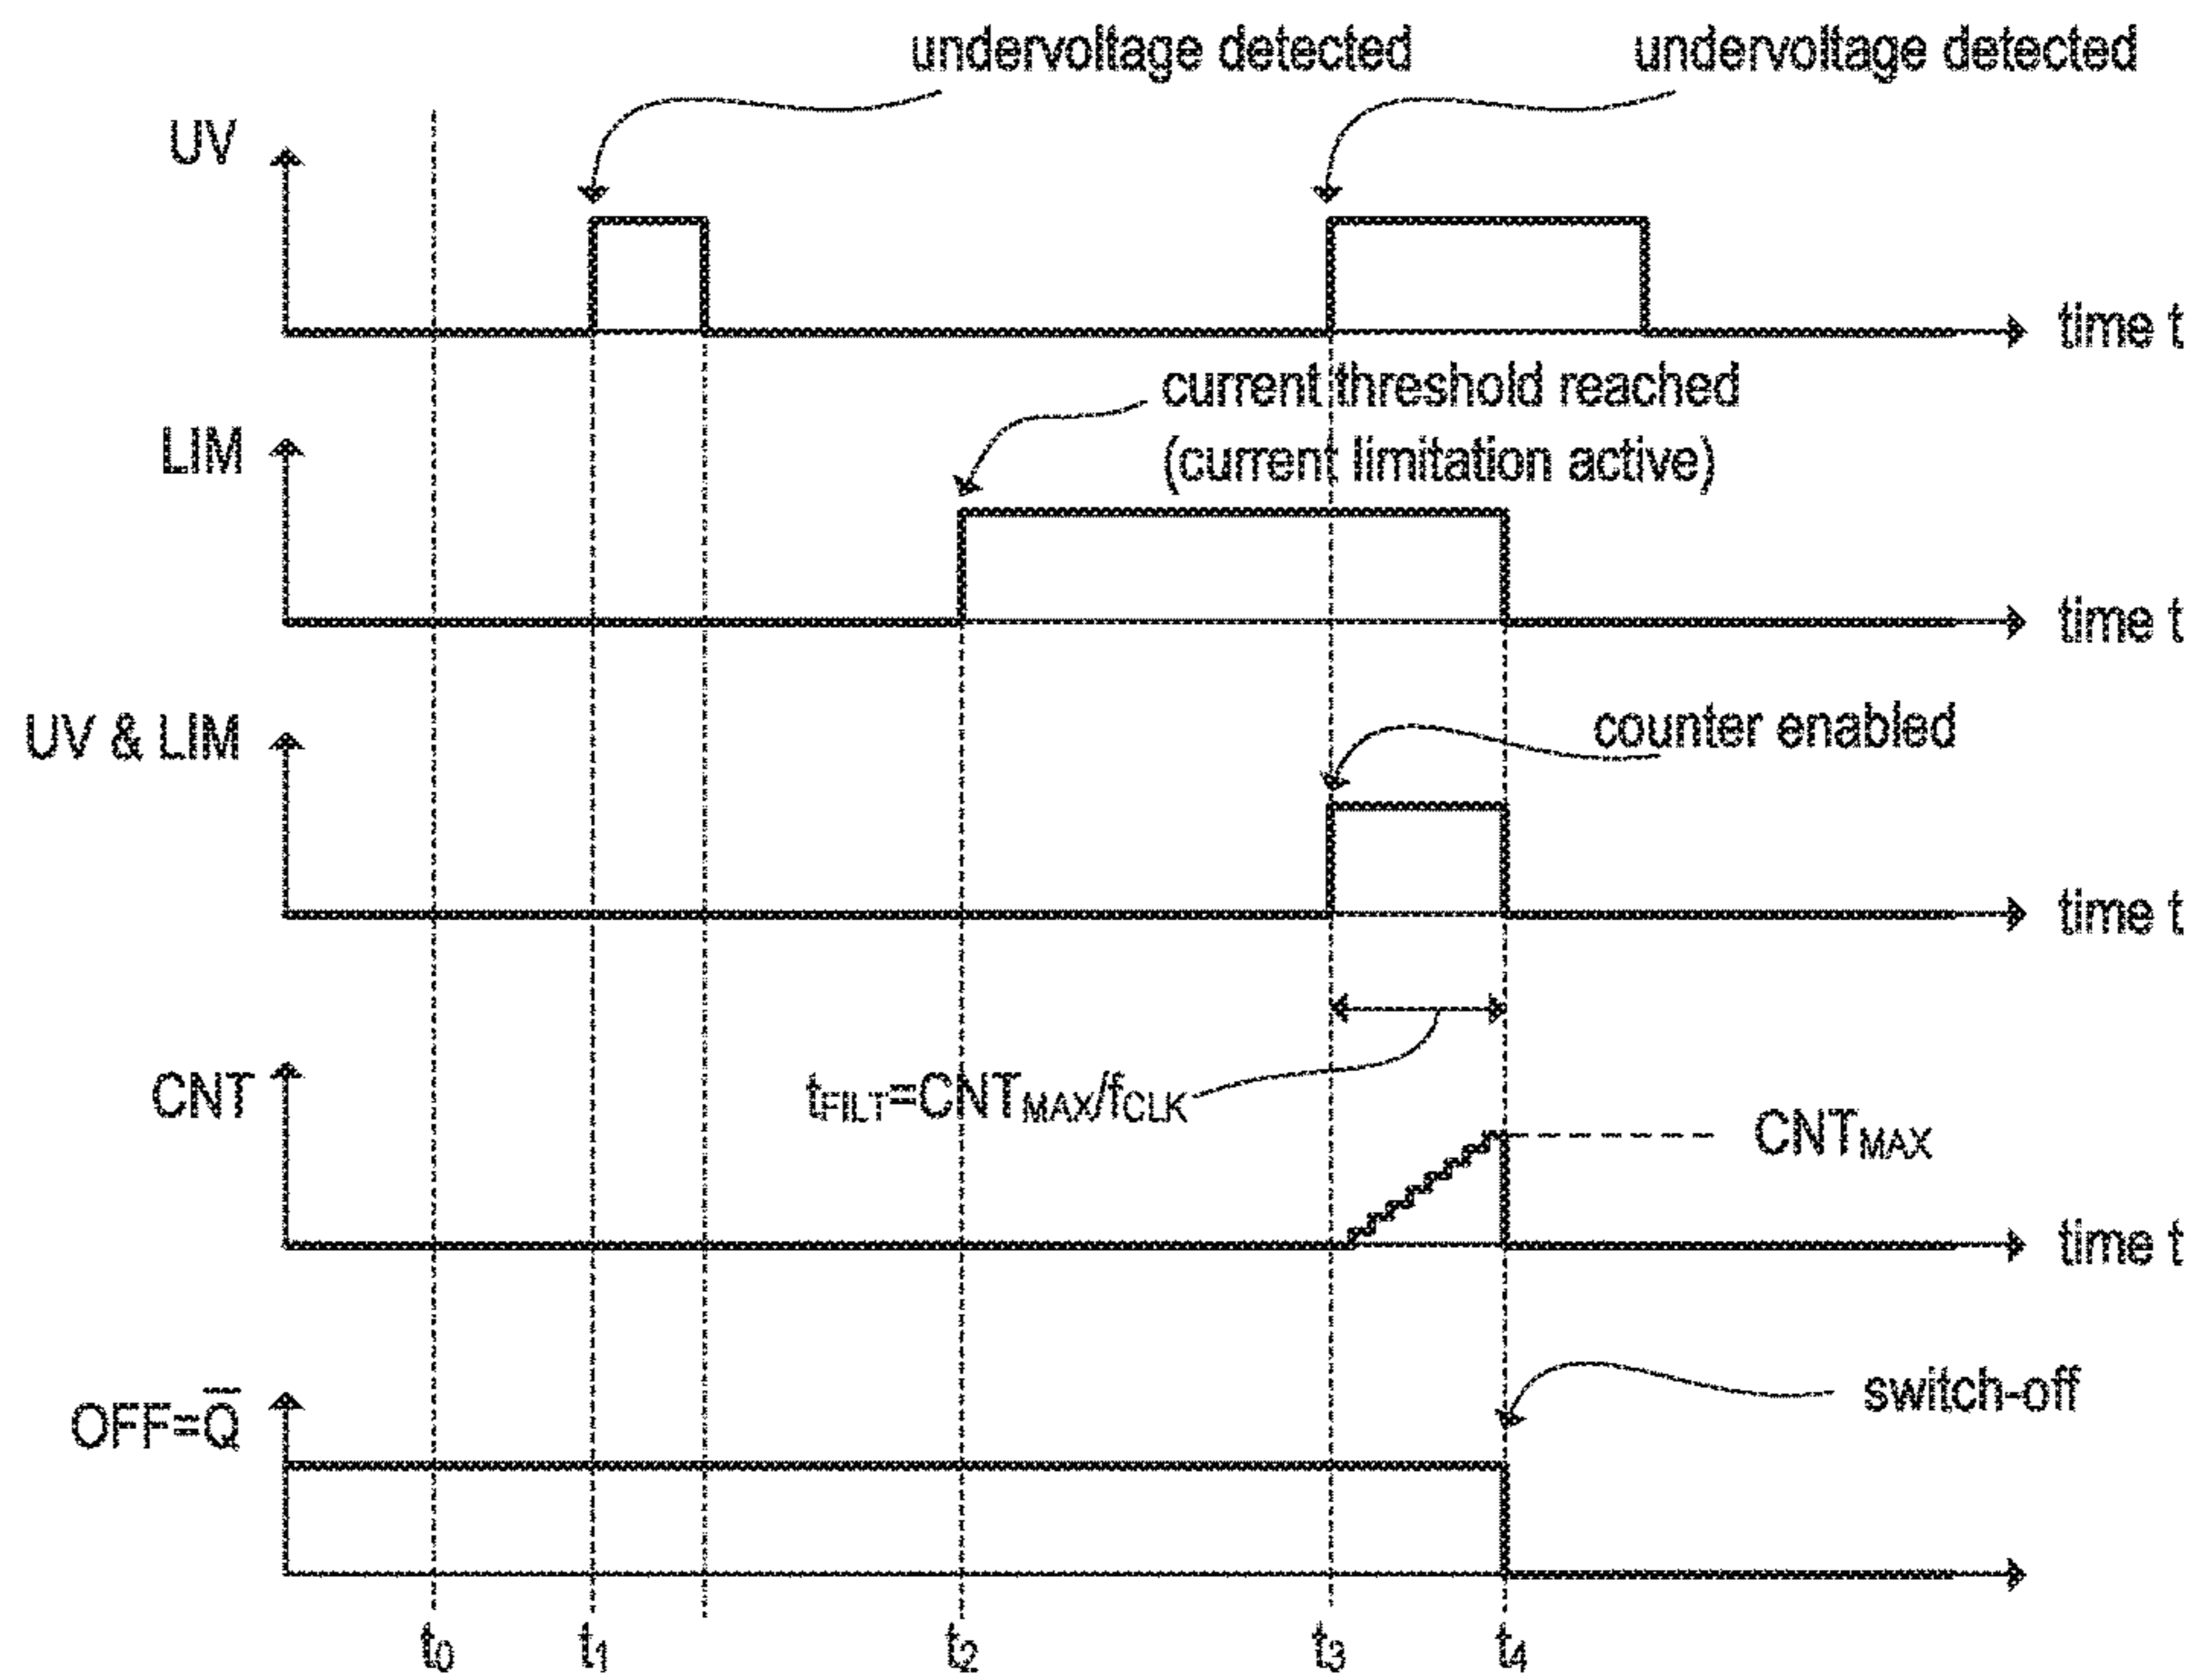 undervoltage detected
undervoltage detected
UV
time t
current threshold reached
(current limitation active)
LIM
time t
UV & LIM
counter enabled
time t
CNT
tFILT=CNTMAX/fCLK
CNTMAX
time t
OFF=Q̅
switch-off
t0 t1 t2 t3 t4